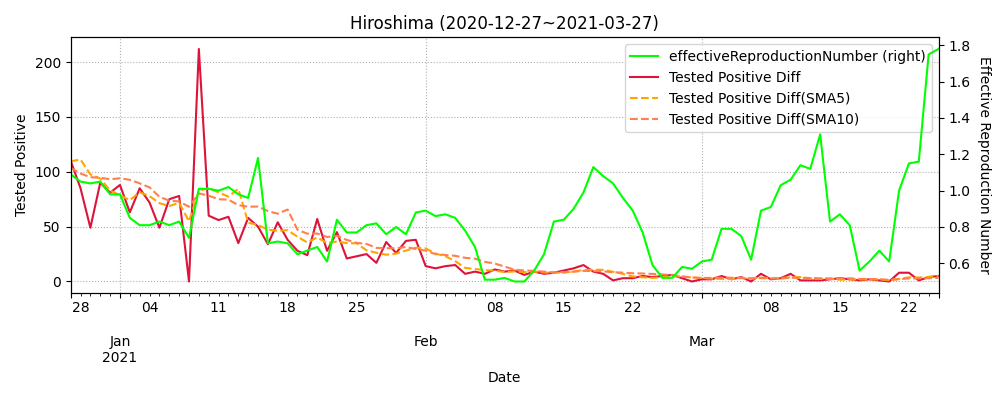 Hiroshima (2020-12-27~2021-03-27)
effectiveReproductionNumber (right)
Tested Positive Diff
Tested Positive Diff(SMA5)
Tested Positive Diff(SMA10)
Tested Positive
200
150
100
50
0
1.8
1.6
1.4
1.2
1.0
0.8
0.6
Effective Reproduction Number
28 04 11 18 25 08 15 22 08 15 22
Jan Feb Mar
2021
Date